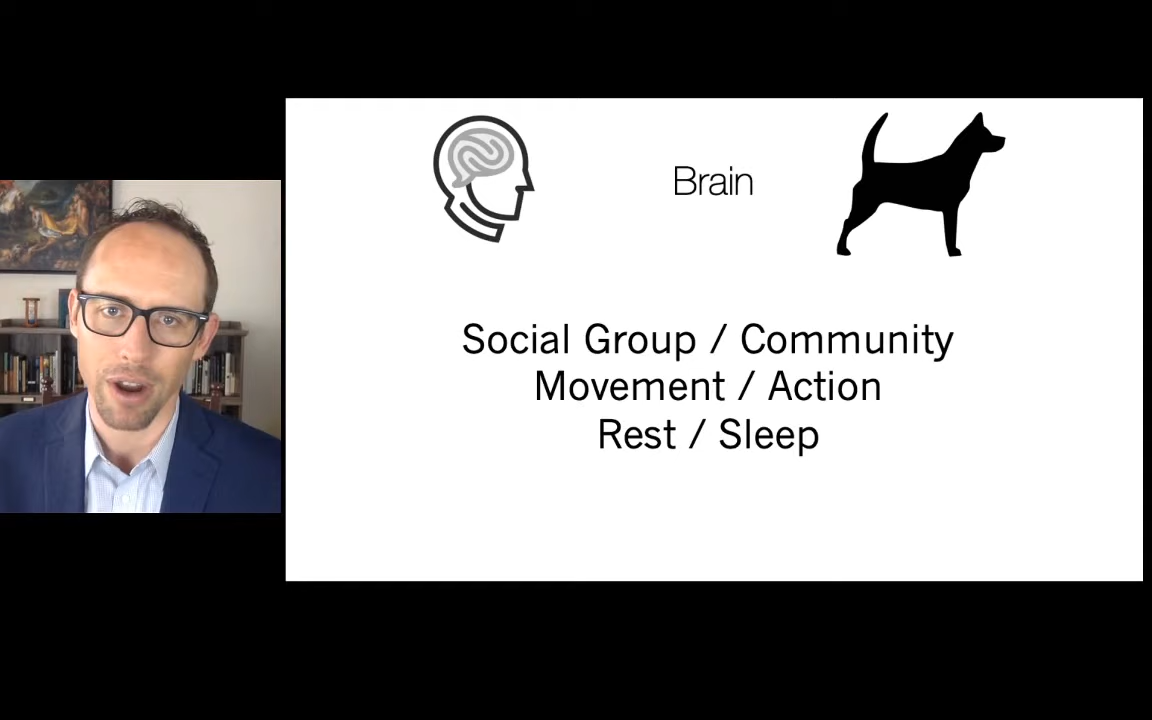 Brain
Social Group / Community
Movement / Action
Rest / Sleep